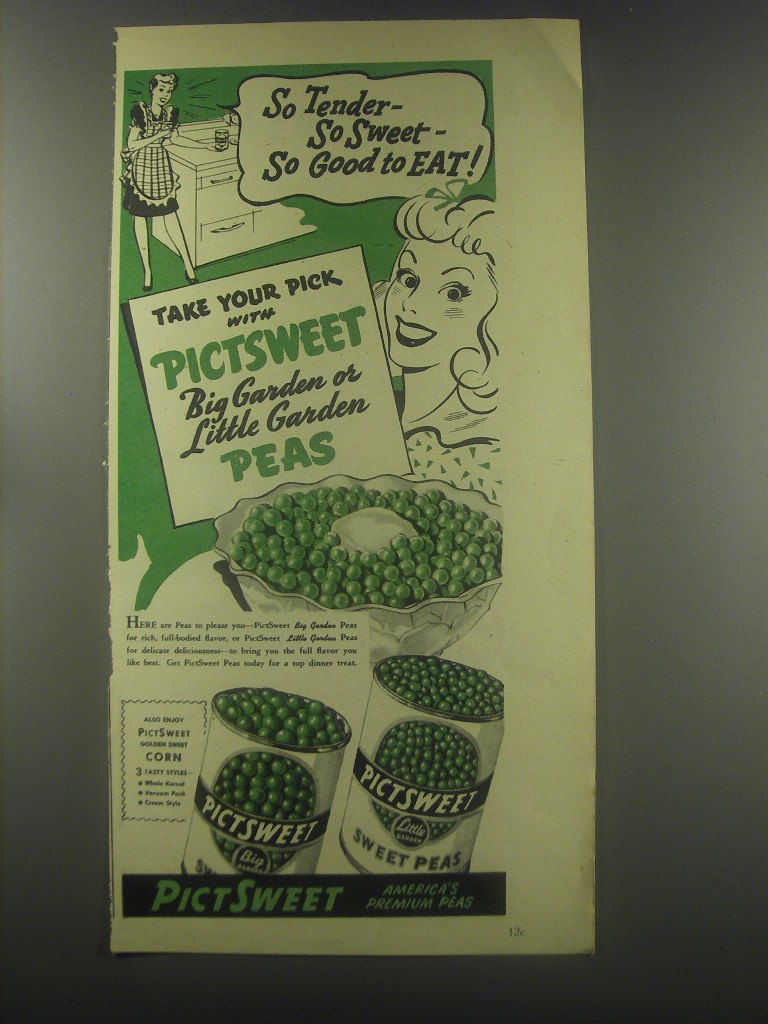 So Tender-
So Sweet-
So Good to EAT!
TAKE YOUR PICK
WITH
PICTSWEET
Big Garden or
Little Garden
PEAS
HERE are Peas to please you—PictSweet Big Garden Peas
for rich, full-bodied flavor, or PictSweet Little Garden Peas
for delicate deliciousness—to bring you the full flavor you
like best. Get PictSweet Peas today for a top dinner treat.
ALSO ENJOY
PICTSWEET
GOLDEN SWEET
CORN
3 TASTY STYLES—
• Whole Kernel
• Vacuum Pack
• Cream Style
PICTSWEET
Big
GARDEN
SW
PICTSWEET
Little
GARDEN
SWEET PEAS
PICTSWEET
AMERICA'S
PREMIUM PEAS
12c